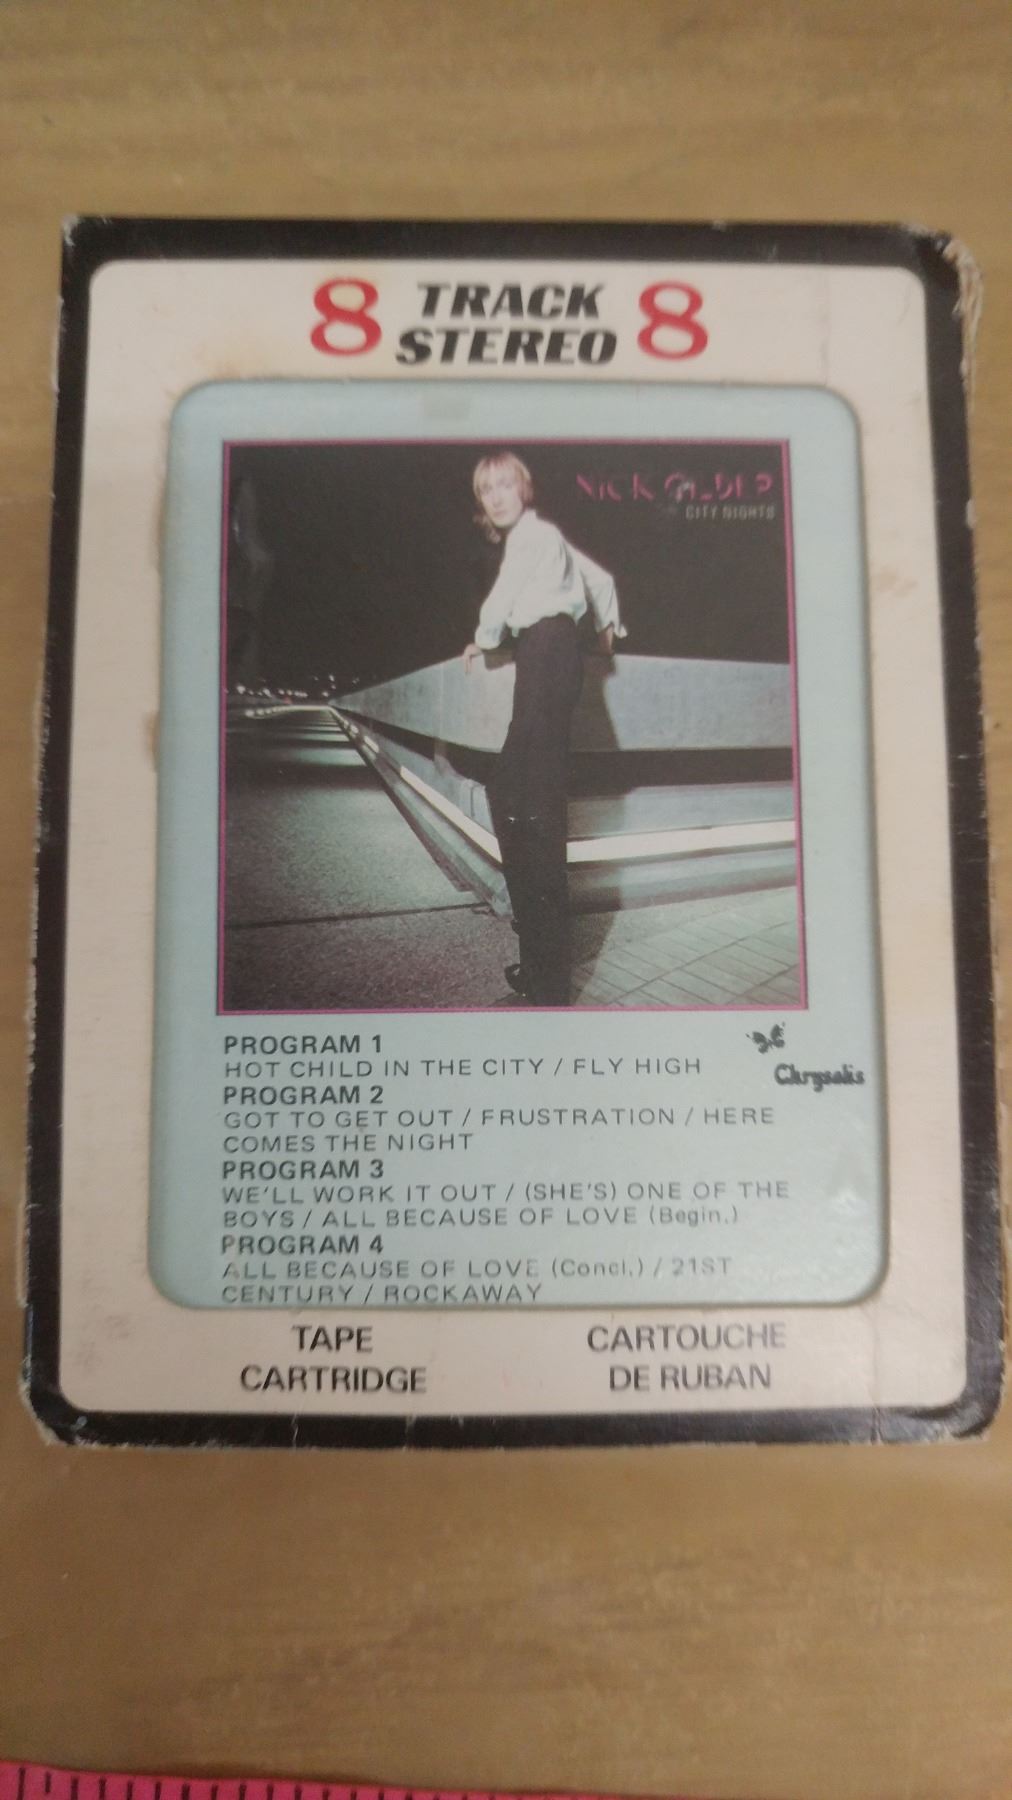 8 TRACK 8
STEREO
NICK GILDER
CITY NIGHTS
PROGRAM 1
HOT CHILD IN THE CITY / FLY HIGH
Chrysalis
PROGRAM 2
GOT TO GET OUT / FRUSTRATION / HERE
COMES THE NIGHT
PROGRAM 3
WE'LL WORK IT OUT / (SHE'S) ONE OF THE
BOYS / ALL BECAUSE OF LOVE (Begin.)
PROGRAM 4
ALL BECAUSE OF LOVE (Concl.) / 21ST
CENTURY / ROCKAWAY
TAPE
CARTRIDGE
CARTOUCHE
DE RUBAN